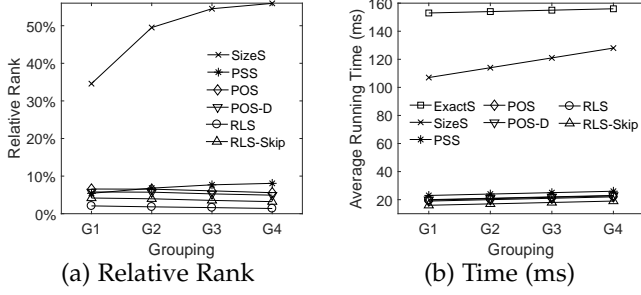 50%
40%
30%
20%
10%
0%
Relative Rank
SizeS
PSS
POS
POS-D
RLS
RLS-Skip
G1 G2 G3 G4
Grouping
(a) Relative Rank
160
140
120
100
80
60
40
20
Average Running Time (ms)
ExactS POS RLS
SizeS POS-D RLS-Skip
PSS
G1 G2 G3 G4
Grouping
(b) Time (ms)